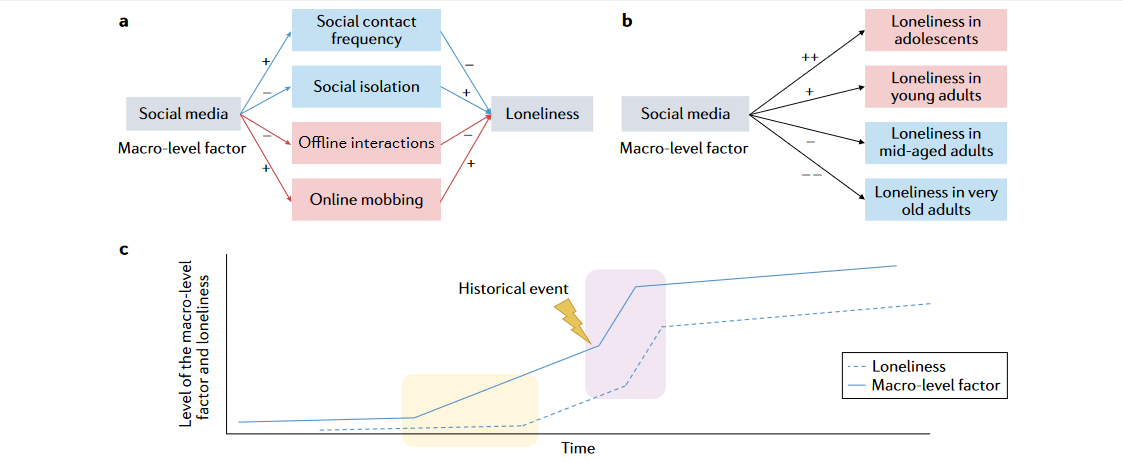 a
Social contact
frequency
+
−
Social isolation
−
+
Social media
Loneliness
Macro-level factor
−
Offline interactions
−
+
Online mobbing
+
b
Loneliness in
adolescents
++
Loneliness in
young adults
+
Social media
Macro-level factor
−
Loneliness in
mid-aged adults
−−
Loneliness in very
old adults
c
Level of the macro-level
factor and loneliness
Historical event
Loneliness
Macro-level factor
Time